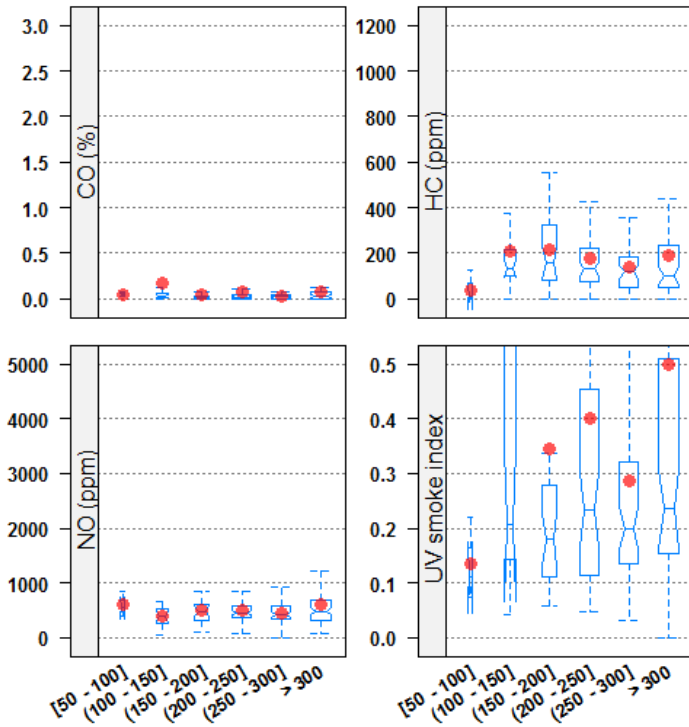 3.0
2.5
2.0
1.5
1.0
0.5
0.0
CO (%)
1200
1000
800
600
400
200
0
HC (ppm)
5000
4000
3000
2000
1000
0
NO (ppm)
0.5
0.4
0.3
0.2
0.1
0.0
UV smoke index
[50 - 100]
(100 - 150]
(150 - 200]
(200 - 250]
(250 - 300]
> 300
[50 - 100]
(100 - 150]
(150 - 200]
(200 - 250]
(250 - 300]
> 300